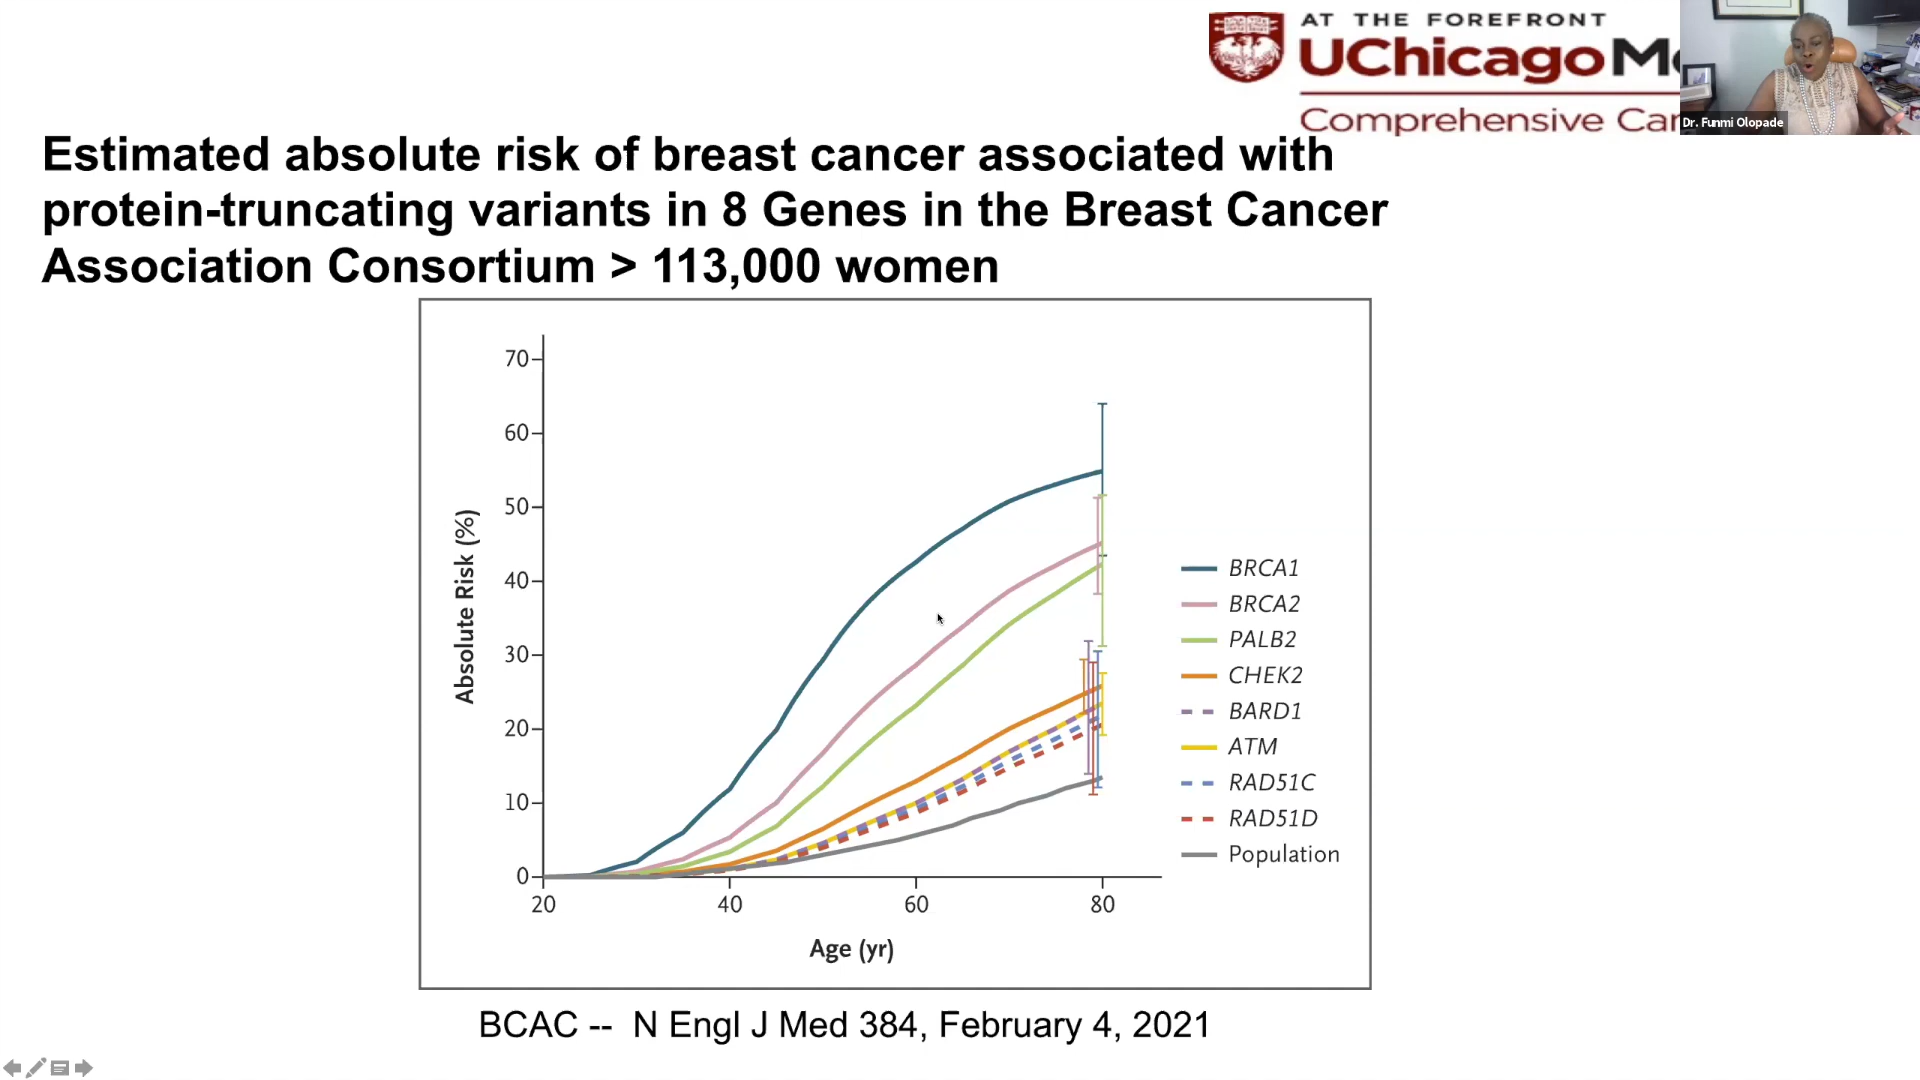 AT THE FOREFRONT
UChicago
Comprehensive
Dr. Funmi Olopade
Estimated absolute risk of breast cancer associated with
protein-truncating variants in 8 Genes in the Breast Cancer
Association Consortium > 113,000 women
Absolute Risk (%)
70
60
50
40
30
20
10
0
20 40 60 80
Age (yr)
BRCA1
BRCA2
PALB2
CHEK2
BARD1
ATM
RAD51C
RAD51D
Population
BCAC -- N Engl J Med 384, February 4, 2021